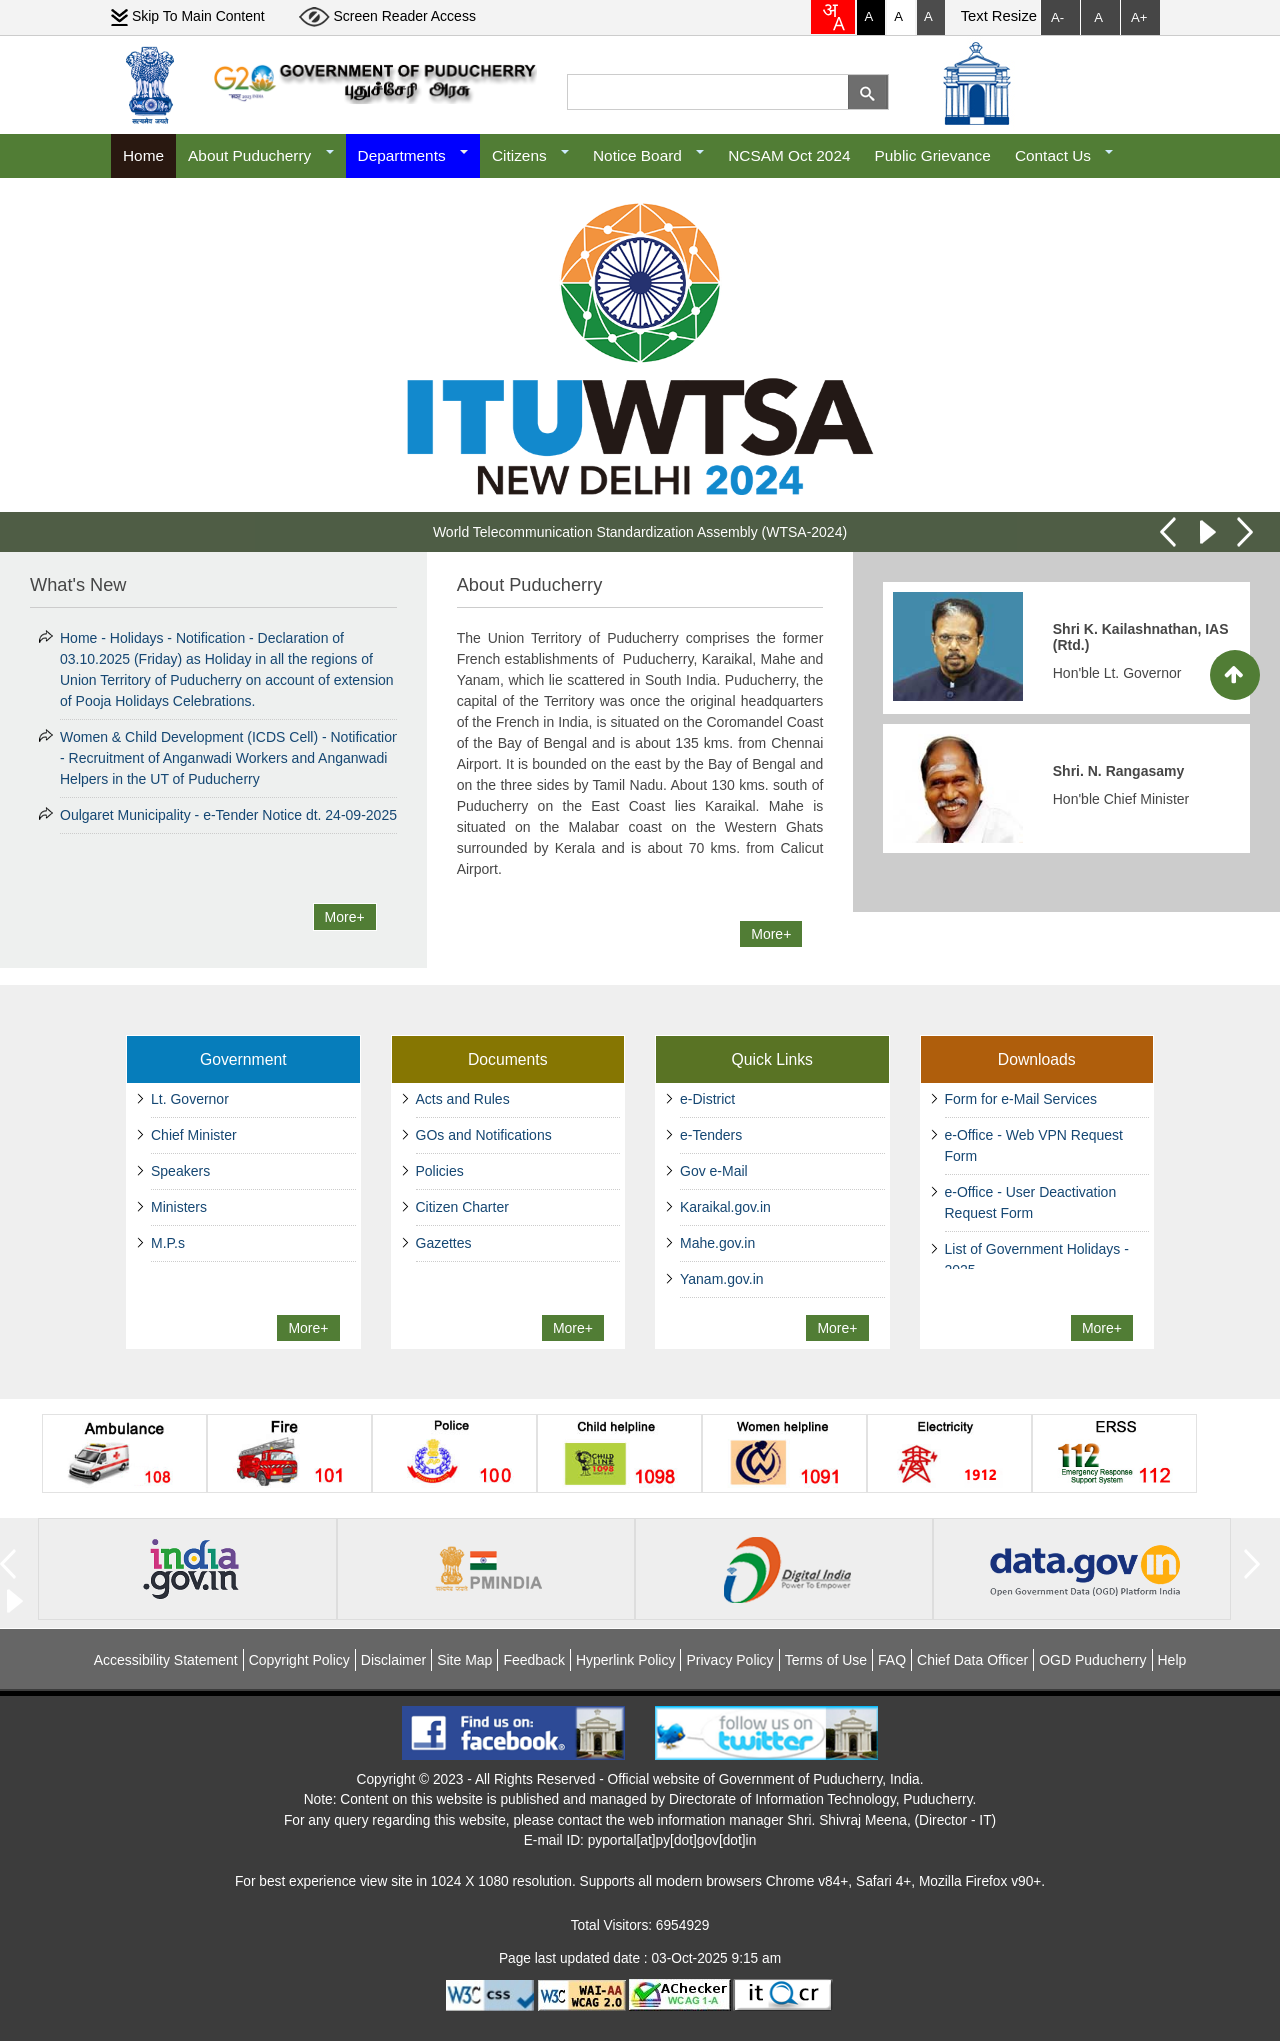 Skip To Main Content Screen Reader Access अ A A A A Text Resize A- A A+
सत्यमेव जयते
G20 GOVERNMENT OF PUDUCHERRY
புதுச்சேரி அரசு
Home About Puducherry Departments Citizens Notice Board NCSAM Oct 2024 Public Grievance Contact Us
ITUWTSA
NEW DELHI 2024
World Telecommunication Standardization Assembly (WTSA-2024)
What's New
Home - Holidays - Notification - Declaration of
03.10.2025 (Friday) as Holiday in all the regions of
Union Territory of Puducherry on account of extension
of Pooja Holidays Celebrations.
Women & Child Development (ICDS Cell) - Notification
- Recruitment of Anganwadi Workers and Anganwadi
Helpers in the UT of Puducherry
Oulgaret Municipality - e-Tender Notice dt. 24-09-2025
More+
About Puducherry
The Union Territory of Puducherry comprises the former
French establishments of Puducherry, Karaikal, Mahe and
Yanam, which lie scattered in South India. Puducherry, the
capital of the Territory was once the original headquarters
of the French in India, is situated on the Coromandel Coast
of the Bay of Bengal and is about 135 kms. from Chennai
Airport. It is bounded on the east by the Bay of Bengal and
on the three sides by Tamil Nadu. About 130 kms. south of
Puducherry on the East Coast lies Karaikal. Mahe is
situated on the Malabar coast on the Western Ghats
surrounded by Kerala and is about 70 kms. from Calicut
Airport.
More+
Shri K. Kailashnathan, IAS
(Rtd.)
Hon'ble Lt. Governor
Shri. N. Rangasamy
Hon'ble Chief Minister
Government
Lt. Governor
Chief Minister
Speakers
Ministers
M.P.s
More+
Documents
Acts and Rules
GOs and Notifications
Policies
Citizen Charter
Gazettes
More+
Quick Links
e-District
e-Tenders
Gov e-Mail
Karaikal.gov.in
Mahe.gov.in
Yanam.gov.in
More+
Downloads
Form for e-Mail Services
e-Office - Web VPN Request
Form
e-Office - User Deactivation
Request Form
List of Government Holidays -
2025
More+
Ambulance
108
Fire
101
Police
100
Child helpline
CHILD
LINE
1098
1098
Women helpline
1091
Electricity
1912
ERSS
112
Emergency Response
Support System
112
india
.gov.in
PMINDIA
Digital India
Power To Empower
data.gov in
Open Government Data (OGD) Platform India
Accessibility Statement Copyright Policy Disclaimer Site Map Feedback Hyperlink Policy Privacy Policy Terms of Use FAQ Chief Data Officer OGD Puducherry Help
Find us on:
facebook.
follow us on
twitter
Copyright © 2023 - All Rights Reserved - Official website of Government of Puducherry, India.
Note: Content on this website is published and managed by Directorate of Information Technology, Puducherry.
For any query regarding this website, please contact the web information manager Shri. Shivraj Meena, (Director - IT)
E-mail ID: pyportal[at]py[dot]gov[dot]in
For best experience view site in 1024 X 1080 resolution. Supports all modern browsers Chrome v84+, Safari 4+, Mozilla Firefox v90+.
Total Visitors: 6954929
Page last updated date : 03-Oct-2025 9:15 am
W3C css W3C WAI-AA
WCAG 2.0
AChecker
WCAG 1-A
it Qcr